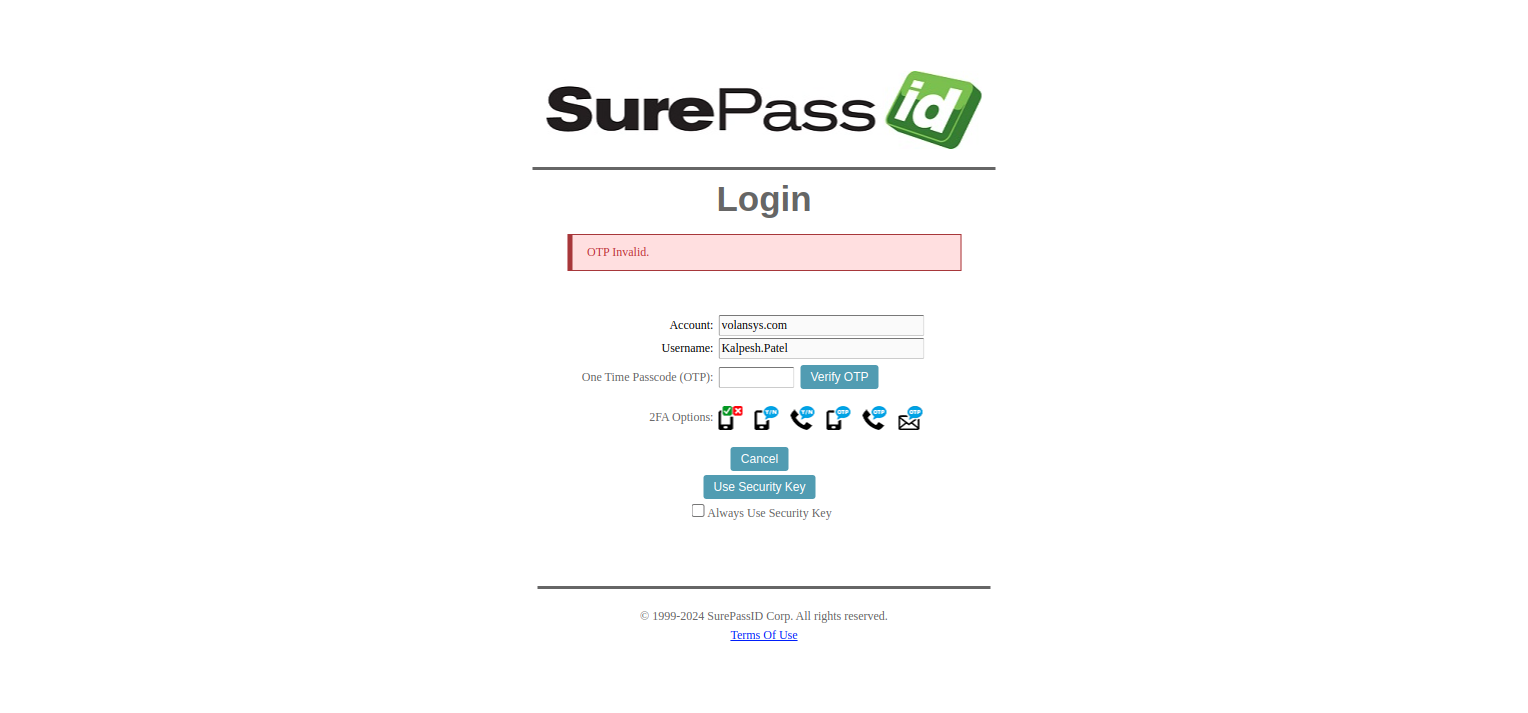 SurePass id
Login
OTP Invalid.
Account: volansys.com
Username: Kalpesh.Patel
One Time Passcode (OTP): Verify OTP
2FA Options: Y/N Y/N OTP OTP OTP
Cancel
Use Security Key
Always Use Security Key
© 1999-2024 SurePassID Corp. All rights reserved.
Terms Of Use